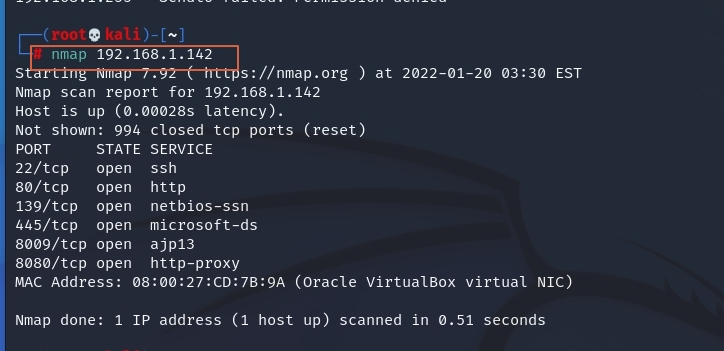 ┌──(root💀kali)-[~]
└─# nmap 192.168.1.142
Starting Nmap 7.92 ( https://nmap.org ) at 2022-01-20 03:30 EST
Nmap scan report for 192.168.1.142
Host is up (0.00028s latency).
Not shown: 994 closed tcp ports (reset)
PORT     STATE SERVICE
22/tcp   open  ssh
80/tcp   open  http
139/tcp  open  netbios-ssn
445/tcp  open  microsoft-ds
8009/tcp open  ajp13
8080/tcp open  http-proxy
MAC Address: 08:00:27:CD:7B:9A (Oracle VirtualBox virtual NIC)
Nmap done: 1 IP address (1 host up) scanned in 0.51 seconds